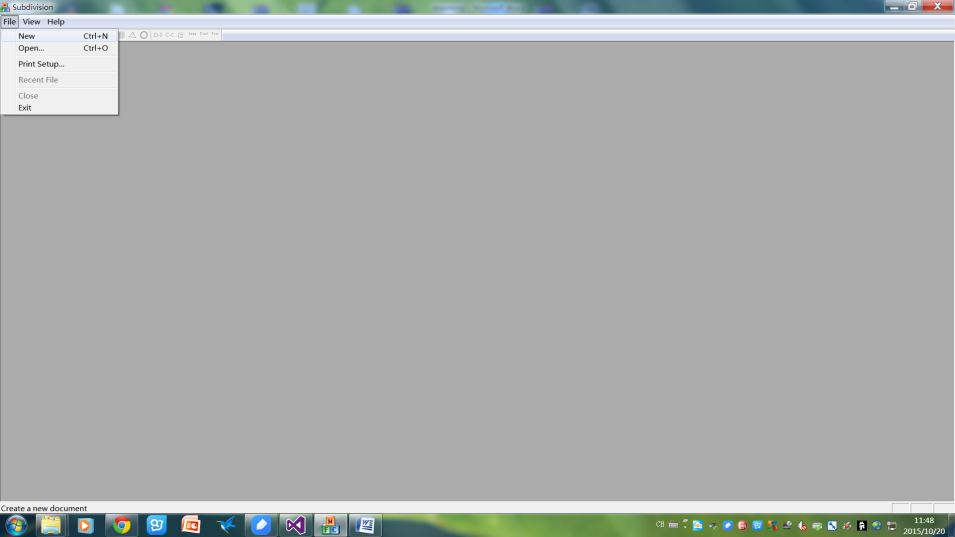 Subdivision
File View Help
New Ctrl+N
Open... Ctrl+O
Print Setup...
Recent File
Close
Exit
Create a new document
CH
11:48
2015/10/20